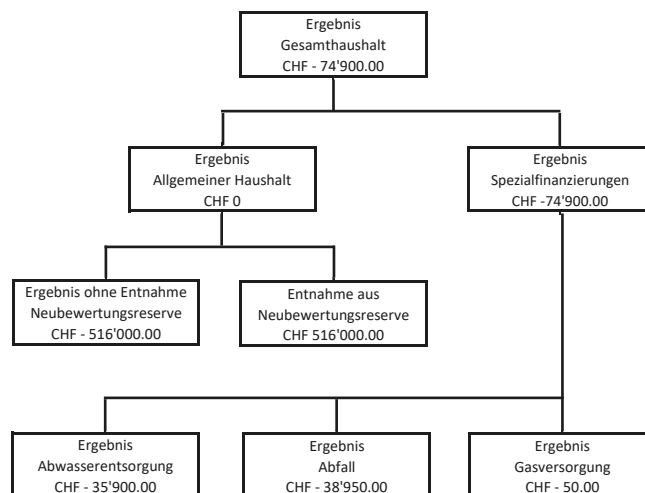 Ergebnis
Gesamthaushalt
CHF - 74'900.00
Ergebnis
Allgemeiner Haushalt
CHF 0
Ergebnis
Spezialfinanzierungen
CHF -74'900.00
Ergebnis ohne Entnahme
Neubewertungsreserve
CHF - 516'000.00
Entnahme aus
Neubewertungsreserve
CHF 516'000.00
Ergebnis
Abwasserentsorgung
CHF - 35'900.00
Ergebnis
Abfall
CHF - 38'950.00
Ergebnis
Gasversorgung
CHF - 50.00